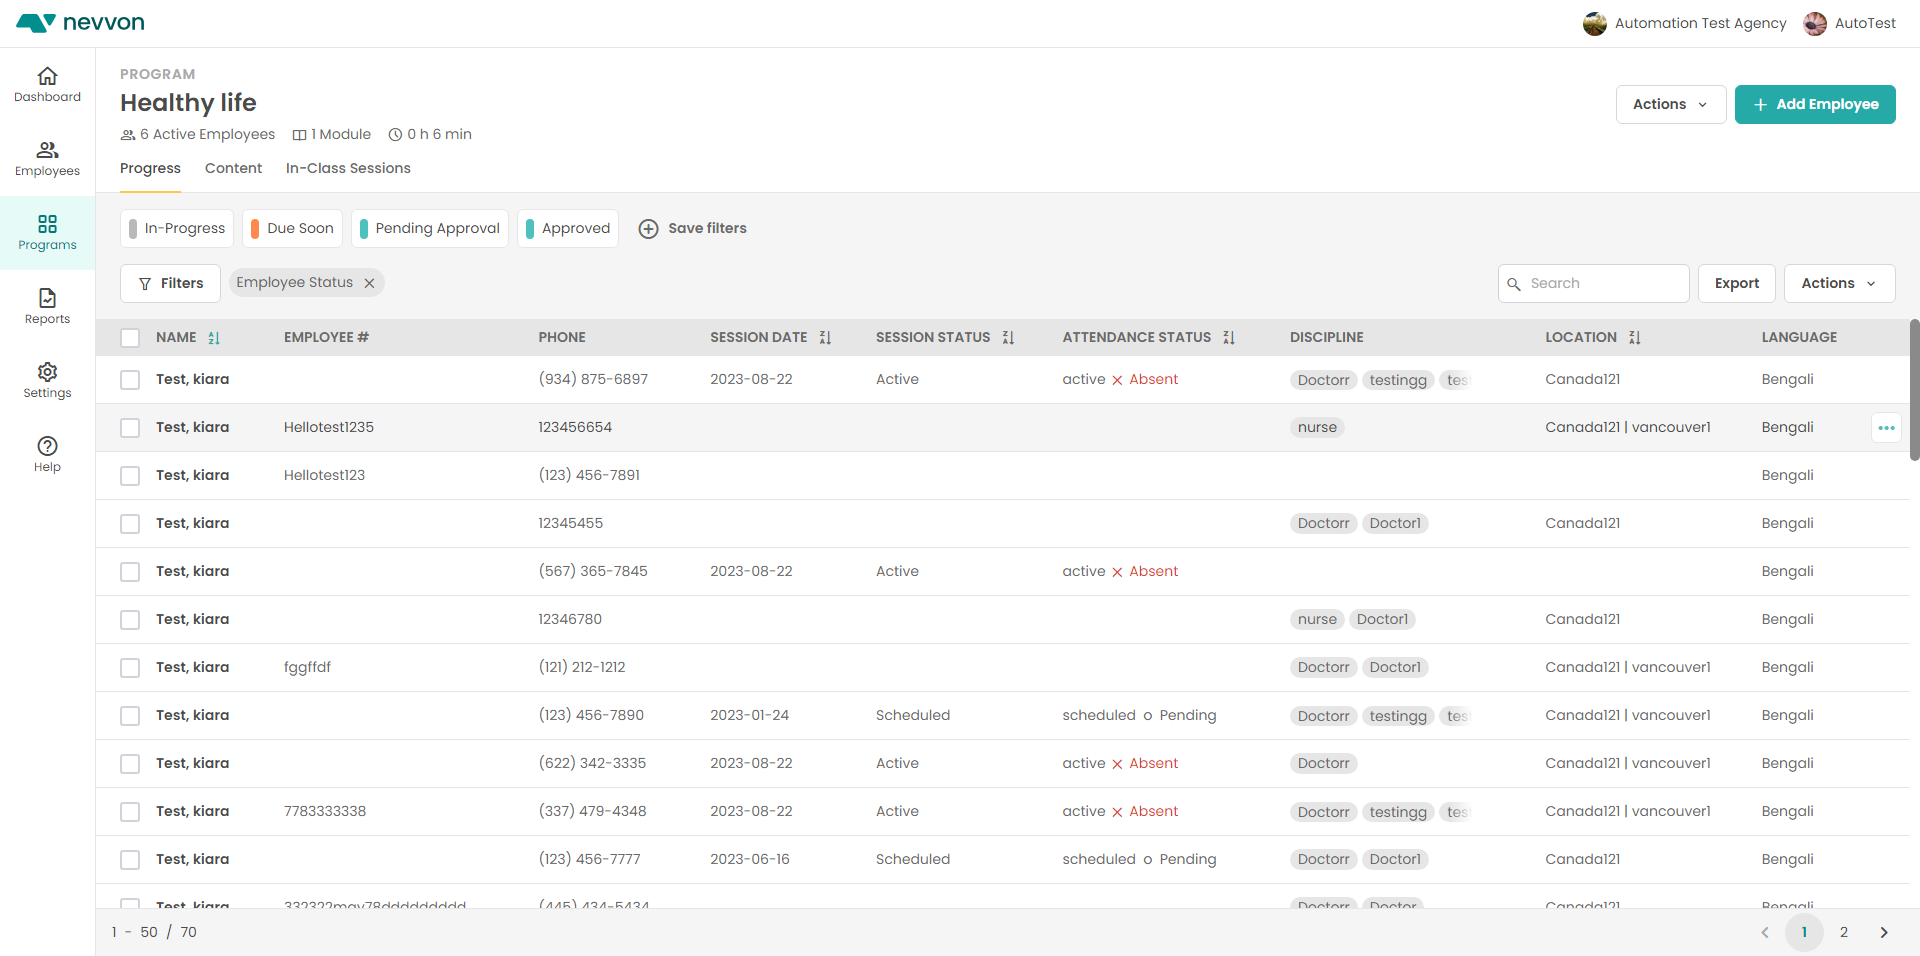 nevvon
Automation Test Agency
AutoTest
Dashboard
Employees
Programs
Reports
Settings
Help
PROGRAM
Healthy life
6 Active Employees 1 Module 0 h 6 min
Actions
+ Add Employee
Progress Content In-Class Sessions
In-Progress Due Soon Pending Approval Approved Save filters
Filters Employee Status
Search Export Actions
NAME EMPLOYEE # PHONE SESSION DATE SESSION STATUS ATTENDANCE STATUS DISCIPLINE LOCATION LANGUAGE
Test, kiara (934) 875-6897 2023-08-22 Active active Absent Doctorr testingg Canada121 Bengali
Test, kiara Hellotest1235 123456654 nurse Canada121 | vancouver1 Bengali
Test, kiara Hellotest123 (123) 456-7891 Bengali
Test, kiara 12345455 Doctorr Doctor1 Canada121 Bengali
Test, kiara (567) 365-7845 2023-08-22 Active active Absent Bengali
Test, kiara 12346780 nurse Doctor1 Canada121 Bengali
Test, kiara fggffdf (121) 212-1212 Doctorr Doctor1 Canada121 | vancouver1 Bengali
Test, kiara (123) 456-7890 2023-01-24 Scheduled scheduled o Pending Doctorr testingg Canada121 | vancouver1 Bengali
Test, kiara (622) 342-3335 2023-08-22 Active active Absent Doctorr Canada121 | vancouver1 Bengali
Test, kiara 7783333338 (337) 479-4348 2023-08-22 Active active Absent Doctorr testingg Canada121 | vancouver1 Bengali
Test, kiara (123) 456-7777 2023-06-16 Scheduled scheduled o Pending Doctorr Doctor1 Canada121 Bengali
Test, kiara (445) 434-5434 Doctorr Doctor Canada121 Bengali
1 - 50 / 70
1 2